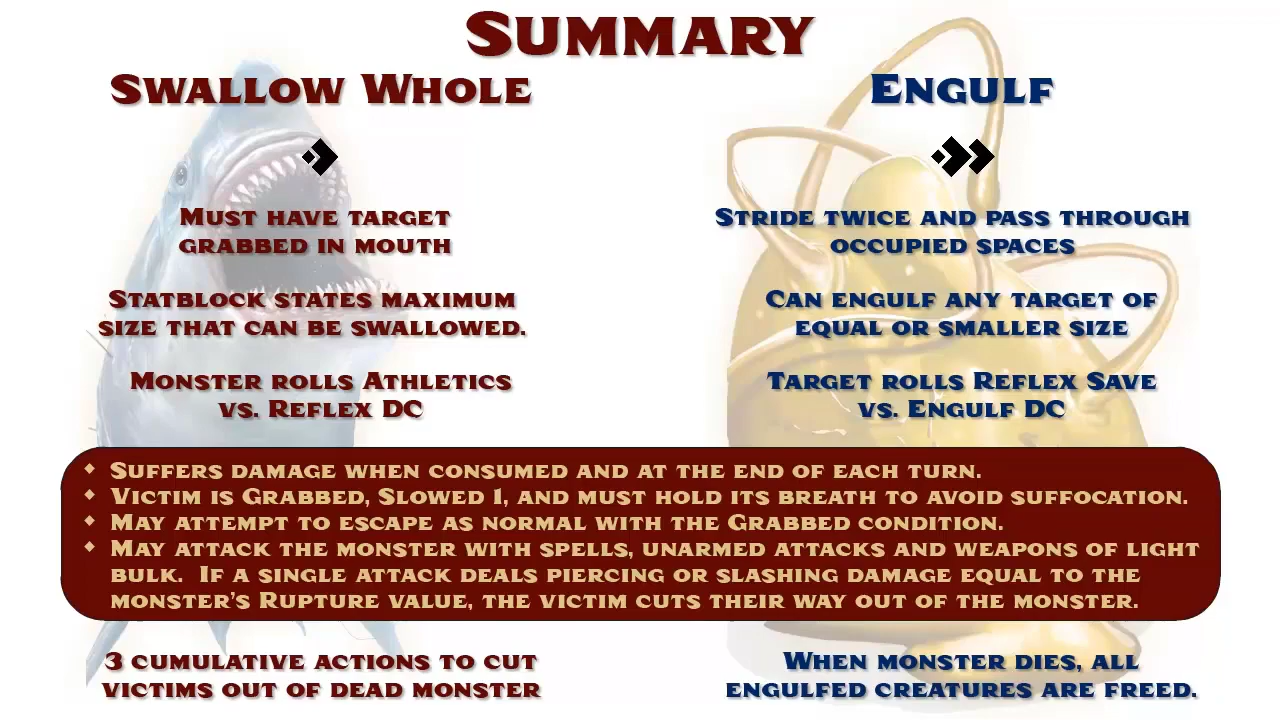 Summary
Swallow Whole
Must have target
grabbed in mouth
Statblock states maximum
size that can be swallowed.
Monster rolls Athletics
vs. Reflex DC
Engulf
Stride twice and pass through
occupied spaces
Can engulf any target of
equal or smaller size
Target rolls Reflex Save
vs. Engulf DC
Suffers damage when consumed and at the end of each turn.
Victim is Grabbed, Slowed 1, and must hold its breath to avoid suffocation.
May attempt to escape as normal with the Grabbed condition.
May attack the monster with spells, unarmed attacks and weapons of light
bulk. If a single attack deals piercing or slashing damage equal to the
monster's Rupture value, the victim cuts their way out of the monster.
3 cumulative actions to cut
victims out of dead monster
When monster dies, all
engulfed creatures are freed.